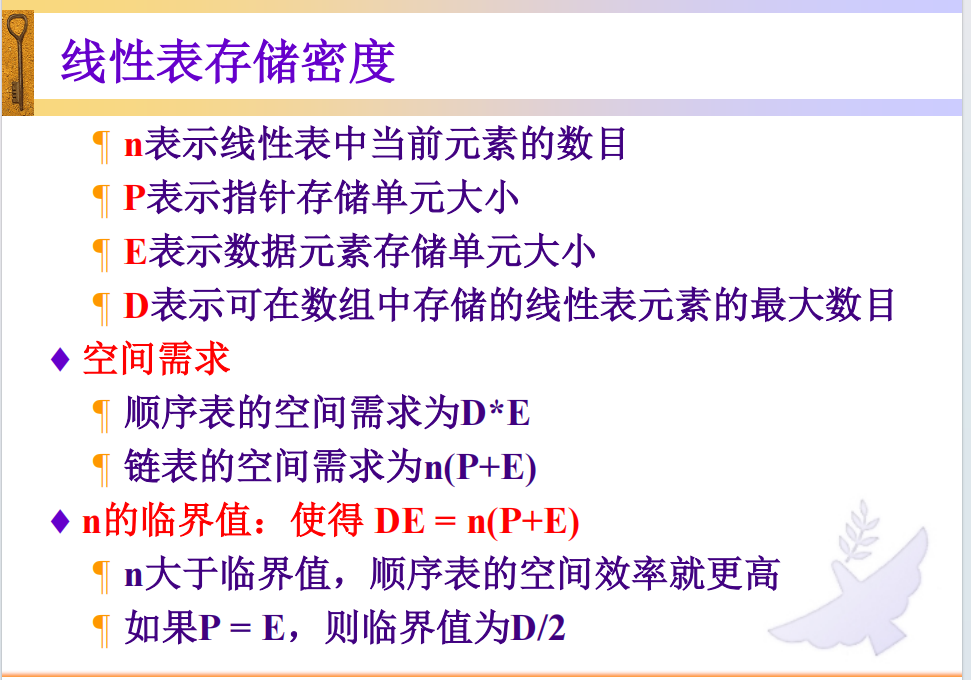 线性表存储密度
¶ n表示线性表中当前元素的数目
¶ P表示指针存储单元大小
¶ E表示数据元素存储单元大小
¶ D表示可在数组中存储的线性表元素的最大数目
♦ 空间需求
¶ 顺序表的空间需求为D*E
¶ 链表的空间需求为n(P+E)
♦ n的临界值：使得 DE = n(P+E)
¶ n大于临界值，顺序表的空间效率就更高
¶ 如果P = E，则临界值为D/2